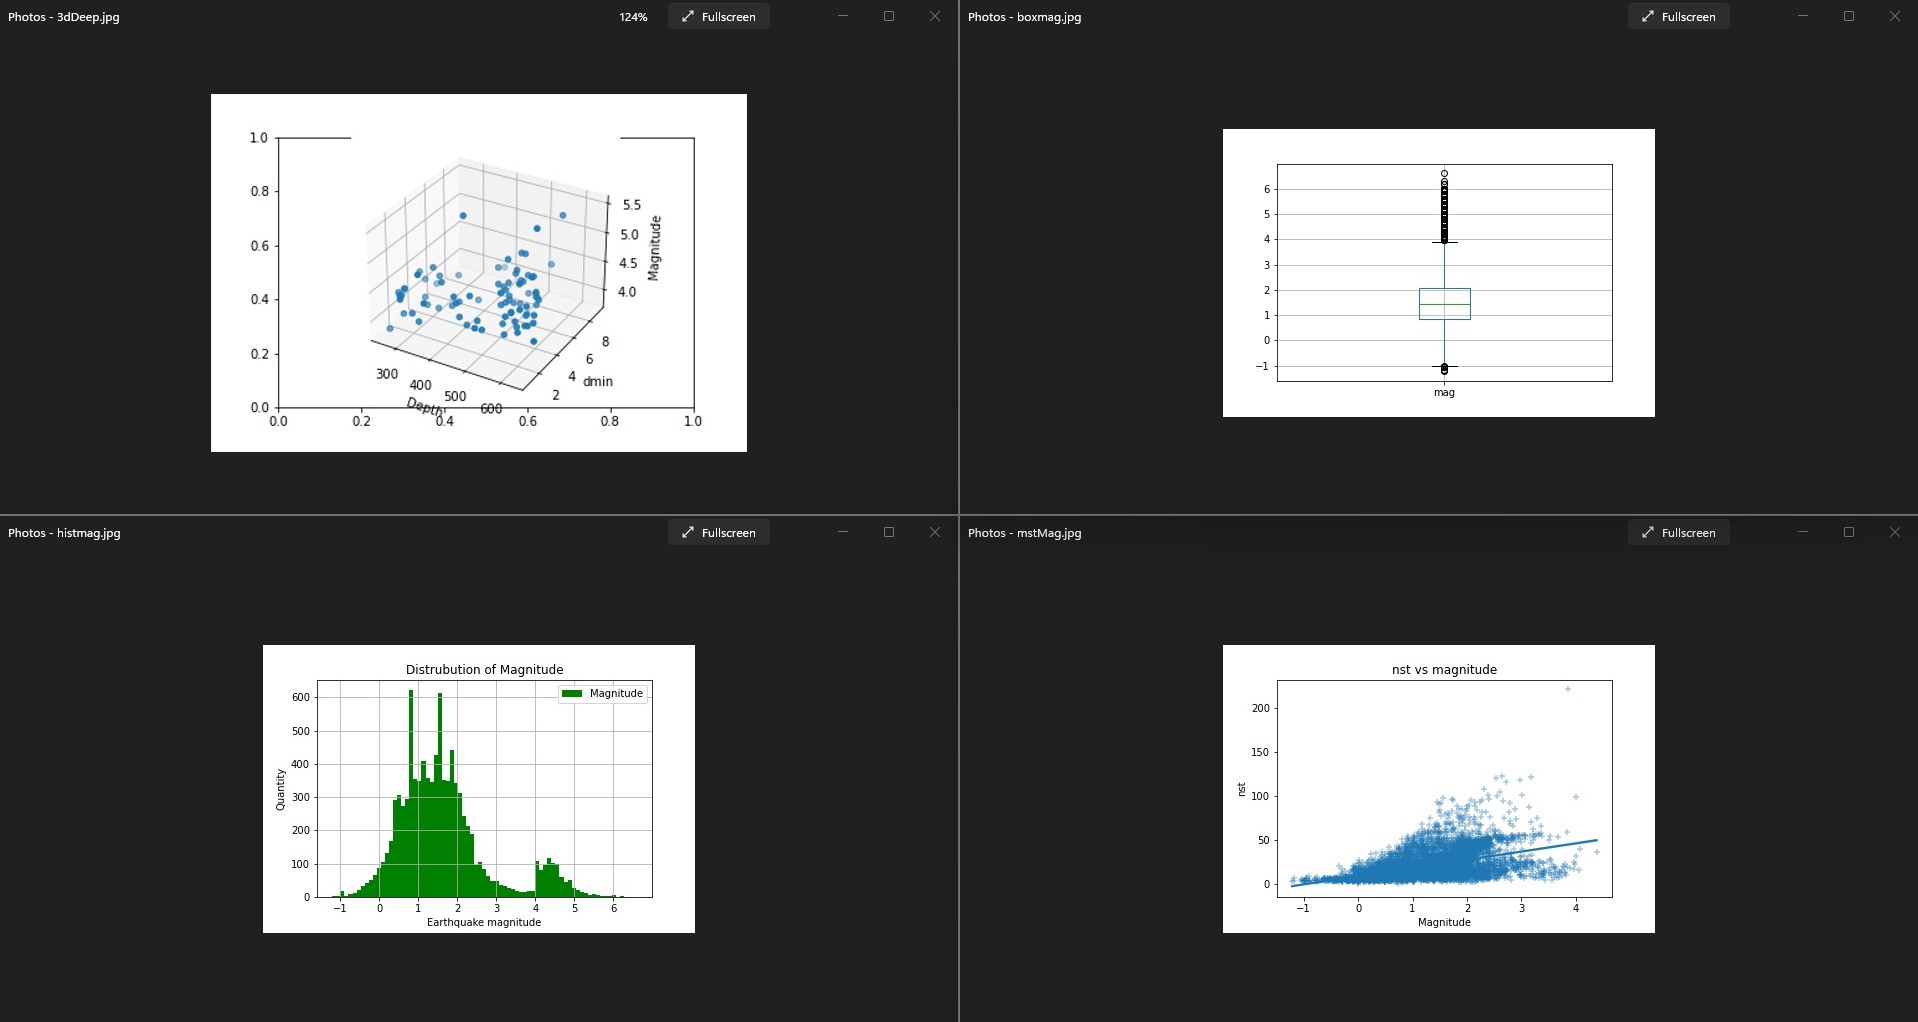 Photos - 3dDeep.jpg
124%
Fullscreen
1.0
0.8
0.6
0.4
0.2
0.0
0.0 0.2 0.4 0.6 0.8 1.0
5.5
5.0
4.5
4.0
Magnitude
8
6
4
2
dmin
300
400
500
600
Depth
Photos - boxmag.jpg
Fullscreen
6
5
4
3
2
1
0
−1
mag
Photos - histmag.jpg
Fullscreen
Distrubution of Magnitude
Magnitude
600
500
400
300
200
100
0
Quantity
−1 0 1 2 3 4 5 6
Earthquake magnitude
Photos - mstMag.jpg
Fullscreen
nst vs magnitude
200
150
100
50
0
nst
−1 0 1 2 3 4
Magnitude